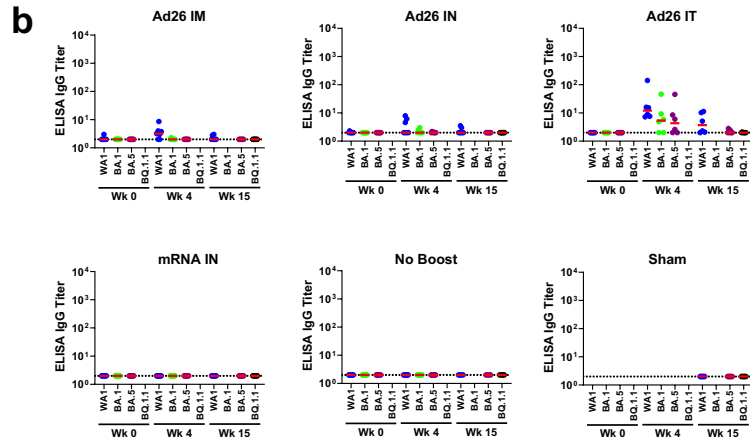 b
Ad26 IM
ELISA IgG Titer
10⁴
10³
10²
10¹
10⁰
WA1 BA.1 BA.5 BQ.1.1 WA1 BA.1 BA.5 BQ.1.1 WA1 BA.1 BA.5 BQ.1.1
Wk 0 Wk 4 Wk 15
Ad26 IN
ELISA IgG Titer
10⁴
10³
10²
10¹
10⁰
WA1 BA.1 BA.5 BQ.1.1 WA1 BA.1 BA.5 BQ.1.1 WA1 BA.1 BA.5 BQ.1.1
Wk 0 Wk 4 Wk 15
Ad26 IT
ELISA IgG Titer
10⁴
10³
10²
10¹
10⁰
WA1 BA.1 BA.5 BQ.1.1 WA1 BA.1 BA.5 BQ.1.1 WA1 BA.1 BA.5 BQ.1.1
Wk 0 Wk 4 Wk 15
mRNA IN
ELISA IgG Titer
10⁴
10³
10²
10¹
10⁰
WA1 BA.1 BA.5 BQ.1.1 WA1 BA.1 BA.5 BQ.1.1 WA1 BA.1 BA.5 BQ.1.1
Wk 0 Wk 4 Wk 15
No Boost
ELISA IgG Titer
10⁴
10³
10²
10¹
10⁰
WA1 BA.1 BA.5 BQ.1.1 WA1 BA.1 BA.5 BQ.1.1 WA1 BA.1 BA.5 BQ.1.1
Wk 0 Wk 4 Wk 15
Sham
ELISA IgG Titer
10⁴
10³
10²
10¹
10⁰
WA1 BA.1 BA.5 BQ.1.1 WA1 BA.1 BA.5 BQ.1.1 WA1 BA.1 BA.5 BQ.1.1
Wk 0 Wk 4 Wk 15